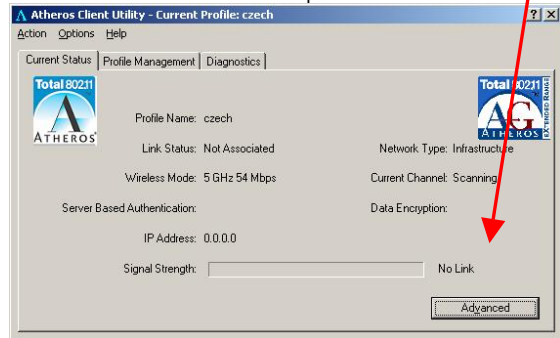 Atheros Client Utility - Current Profile: czech
Action Options Help
Current Status Profile Management Diagnostics
Total 802.11 Total 802.11
ATHEROS AG ATHEROS EXTENDED RANGE
Profile Name: czech
Link Status: Not Associated Network Type: Infrastructure
Wireless Mode: 5 GHz 54 Mbps Current Channel: Scanning
Server Based Authentication: Data Encryption:
IP Address: 0.0.0.0
Signal Strength: No Link
Advanced